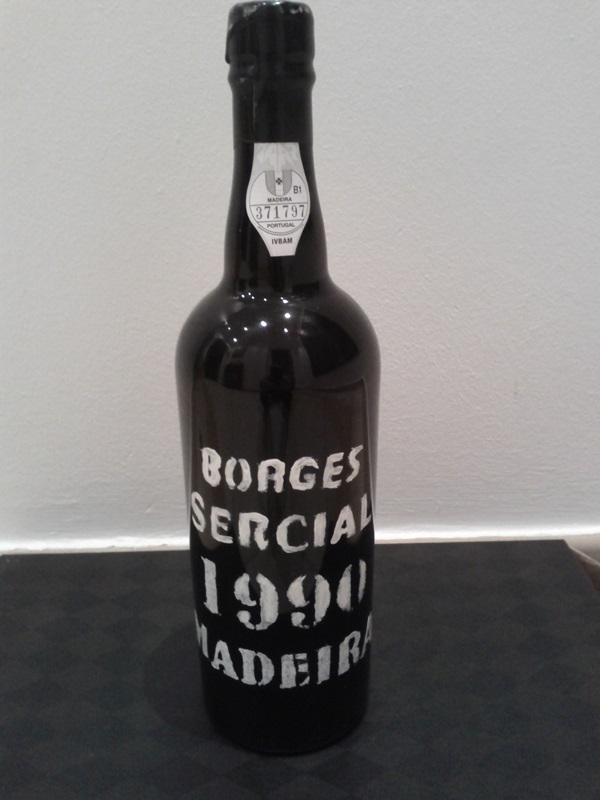 B1
MADEIRA
371797
PORTUGAL
IVBAM
BORGES
SERCIAL
1990
MADEIRA